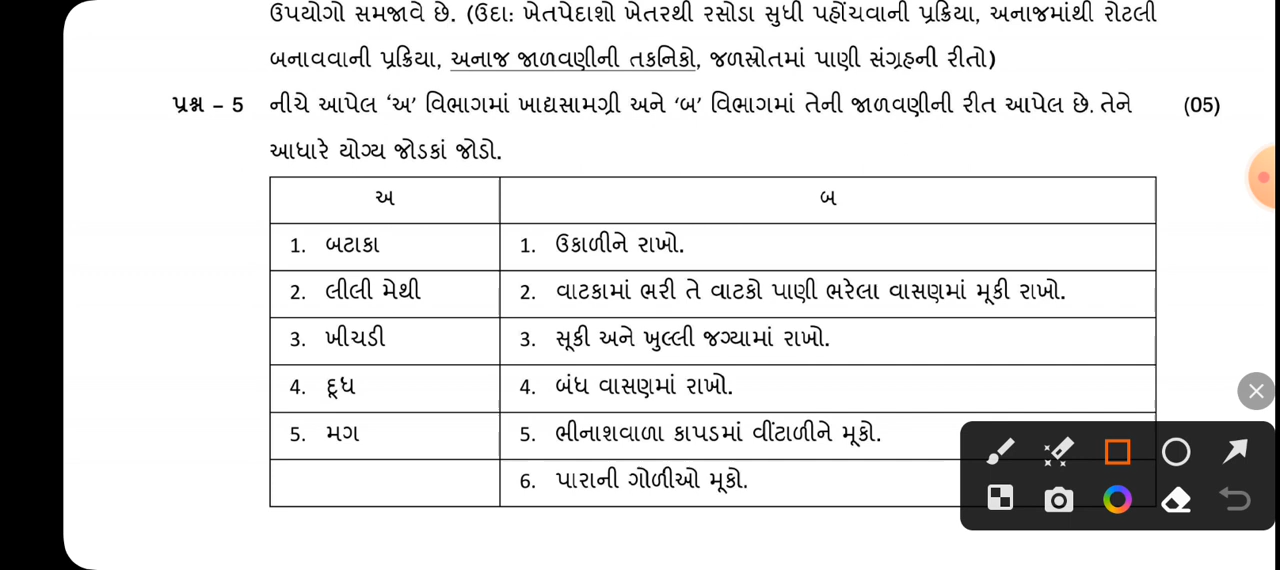 ઉપયોગો સમજાવે છે. (ઉદા: ખેતપેદાશો ખેતરથી રસોડા સુધી પહોંચવાની પ્રક્રિયા, અનાજમાંથી રોટલી
બનાવવાની પ્રક્રિયા, અનાજ જાળવણીની તકનિકો, જળસ્રોતમાં પાણી સંગ્રહની રીતો)
પ્રશ્ન – 5 નીચે આપેલ ‘અ’ વિભાગમાં ખાદ્યસામગ્રી અને ‘બ’ વિભાગમાં તેની જાળવણીની રીત આપેલ છે. તેને (05)
આધારે યોગ્ય જોડકાં જોડો.
અ બ
1. બટાકા 1. ઉકાળીને રાખો.
2. લીલી મેથી 2. વાટકામાં ભરી તે વાટકો પાણી ભરેલા વાસણમાં મૂકી રાખો.
3. ખીચડી 3. સૂકી અને ખુલ્લી જગ્યામાં રાખો.
4. દૂધ 4. બંધ વાસણમાં રાખો.
5. મગ 5. ભીનાશવાળા કાપડમાં વીંટાળીને મૂકો.
6. પારાની ગોળીઓ મૂકો.